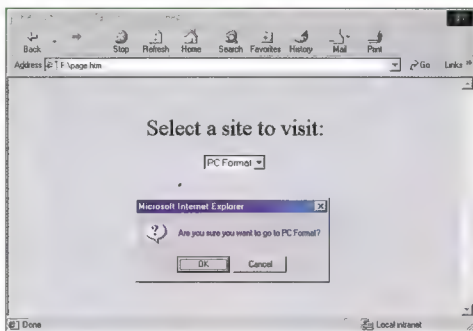 Back Stop Refresh Home Search Favorites History Mail Print
Address F:\page.htm Go Links »
Select a site to visit:
PC Format
Microsoft Internet Explorer
Are you sure you want to go to PC Format?
OK Cancel
Done Local intranet